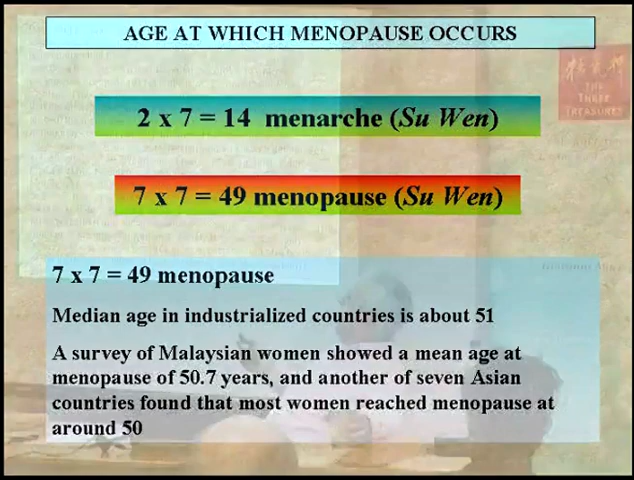 AGE AT WHICH MENOPAUSE OCCURS
THE
THREE
TREASURES
2 x 7 = 14 menarche (Su Wen)
7 x 7 = 49 menopause (Su Wen)
7 x 7 = 49 menopause
Median age in industrialized countries is about 51
A survey of Malaysian women showed a mean age at
menopause of 50.7 years, and another of seven Asian
countries found that most women reached menopause at
around 50